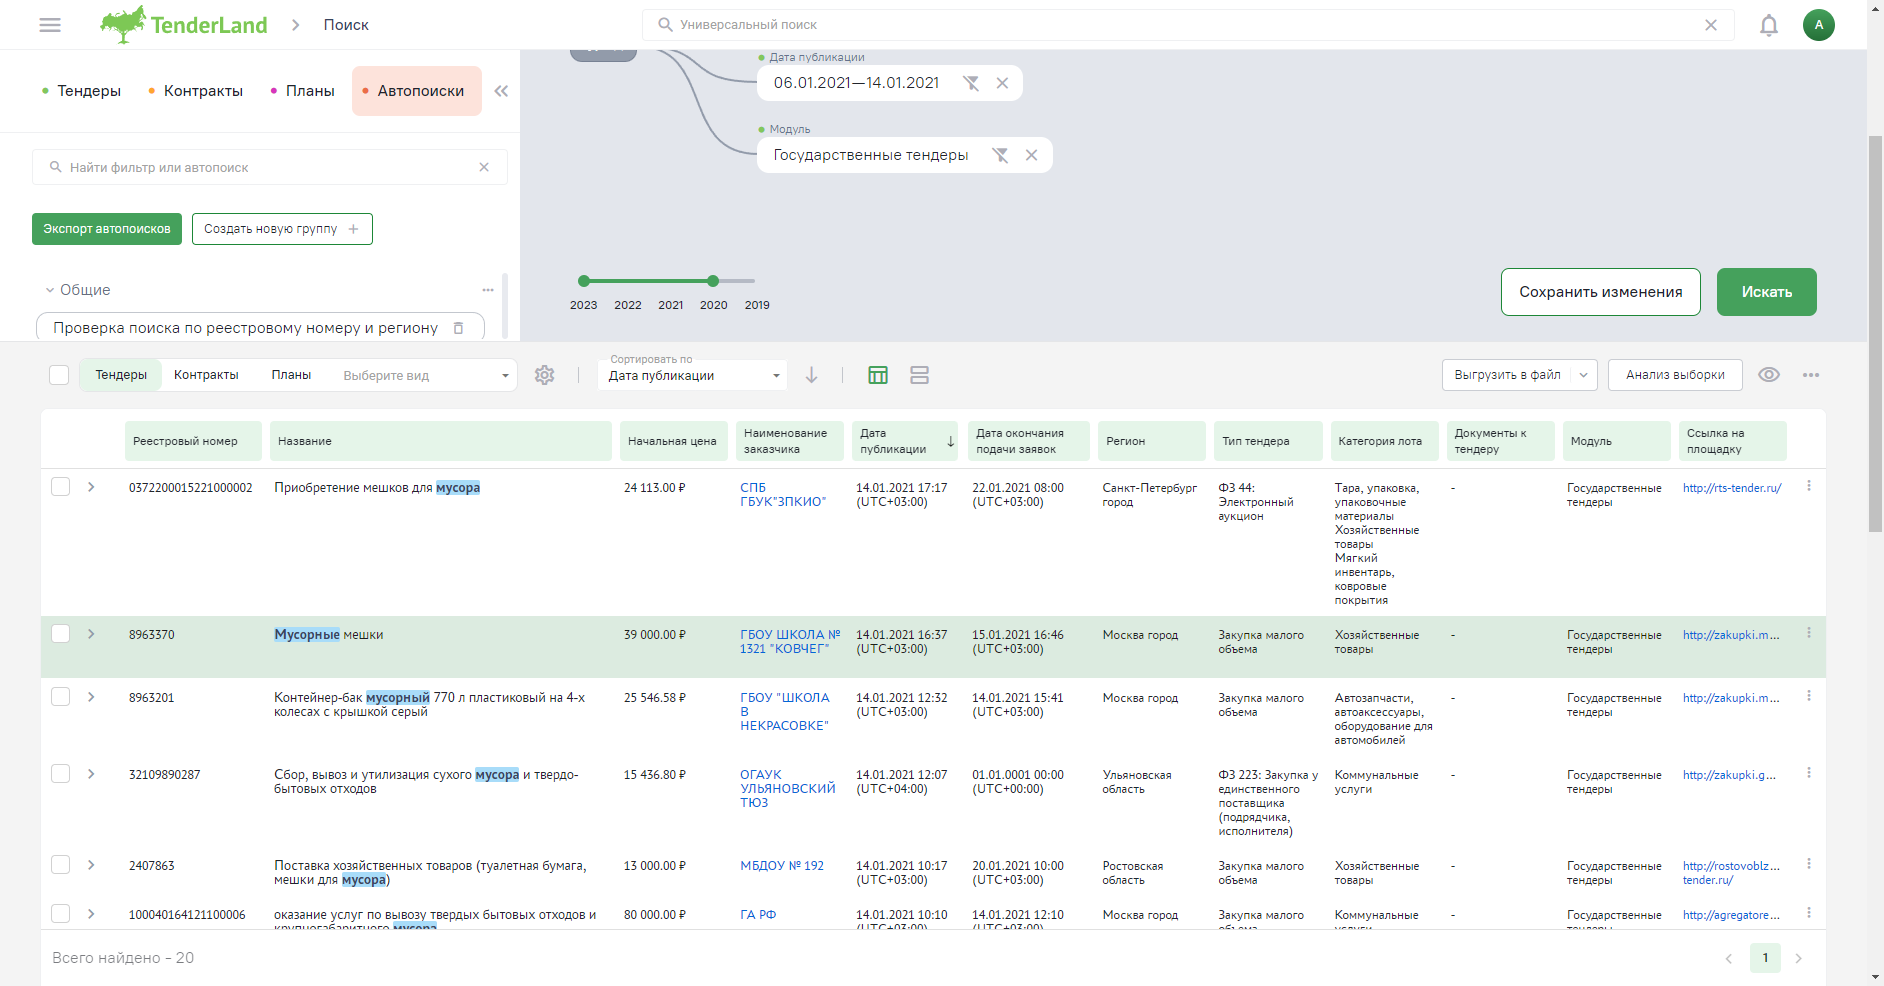 TenderLand
Поиск
Универсальный поиск
А
Тендеры
Контракты
Планы
Автопоиски
Найти фильтр или автопоиск
Экспорт автопоисков
Создать новую группу
Общие
Проверка поиска по реестровому номеру и региону
Дата публикации
06.01.2021—14.01.2021
Модуль
Государственные тендеры
2023 2022 2021 2020 2019
Сохранить изменения
Искать
Тендеры
Контракты
Планы
Выберите вид
Сортировать по
Дата публикации
Выгрузить в файл
Анализ выборки
Реестровый номер
Название
Начальная цена
Наименование
заказчика
Дата
публикации
Дата окончания
подачи заявок
Регион
Тип тендера
Категория лота
Документы к
тендеру
Модуль
Ссылка на
площадку
0372200015221000002
Приобретение мешков для мусора
24 113.00 ₽
СПБ
ГБУК"ЗПКИО"
14.01.2021 17:17
(UTC+03:00)
22.01.2021 08:00
(UTC+03:00)
Санкт-Петербург
город
ФЗ 44:
Электронный
аукцион
Тара, упаковка,
упаковочные
материалы
Хозяйственные
товары
Мягкий
инвентарь,
ковровые
покрытия
-
Государственные
тендеры
http://rts-tender.ru/
8963370
Мусорные мешки
39 000.00 ₽
ГБОУ ШКОЛА №
1321 "КОВЧЕГ"
14.01.2021 16:37
(UTC+03:00)
15.01.2021 16:46
(UTC+03:00)
Москва город
Закупка малого
объема
Хозяйственные
товары
-
Государственные
тендеры
http://zakupki.m...
8963201
Контейнер-бак мусорный 770 л пластиковый на 4-х
колесах с крышкой серый
25 546.58 ₽
ГБОУ "ШКОЛА
В
НЕКРАСОВКЕ"
14.01.2021 12:32
(UTC+03:00)
14.01.2021 15:41
(UTC+03:00)
Москва город
Закупка малого
объема
Автозапчасти,
автоаксессуары,
оборудование для
автомобилей
-
Государственные
тендеры
http://zakupki.m...
32109890287
Сбор, вывоз и утилизация сухого мусора и твердо-
бытовых отходов
15 436.80 ₽
ОГАУК
УЛЬЯНОВСКИЙ
ТЮЗ
14.01.2021 12:07
(UTC+04:00)
01.01.0001 00:00
(UTC+00:00)
Ульяновская
область
ФЗ 223: Закупка у
единственного
поставщика
(подрядчика,
исполнителя)
Коммунальные
услуги
-
Государственные
тендеры
http://zakupki.g...
2407863
Поставка хозяйственных товаров (туалетная бумага,
мешки для мусора)
13 000.00 ₽
МБДОУ № 192
14.01.2021 10:17
(UTC+03:00)
20.01.2021 10:00
(UTC+03:00)
Ростовская
область
Закупка малого
объема
Хозяйственные
товары
-
Государственные
тендеры
http://rostovoblz...
tender.ru/
100040164121100006
оказание услуг по вывозу твердых бытовых отходов и
крупногабаритного мусора
80 000.00 ₽
ГА РФ
14.01.2021 10:10
(UTC+03:00)
14.01.2021 12:10
(UTC+03:00)
Москва город
Закупка малого
объема
Коммунальные
услуги
-
Государственные
тендеры
http://agregatore...
Всего найдено - 20
1